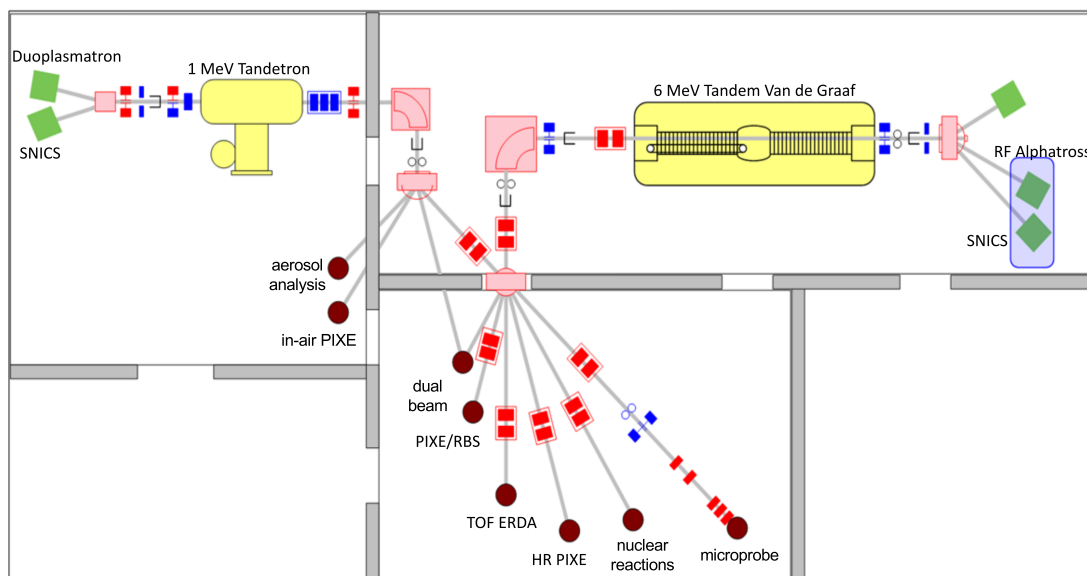 Duoplasmatron
1 MeV Tandetron
SNICS
6 MeV Tandem Van de Graaf
RF Alphatross
SNICS
aerosol
analysis
in-air PIXE
dual
beam
PIXE/RBS
TOF ERDA
HR PIXE
nuclear
reactions
microprobe